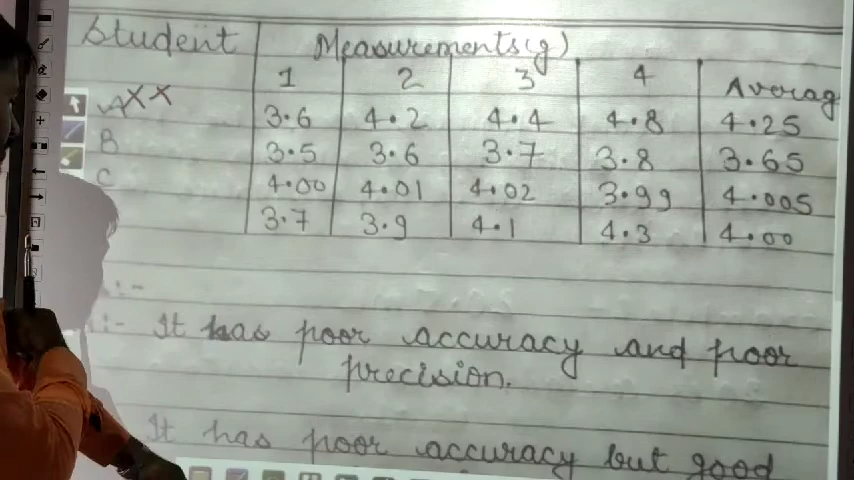 Student Measurements(g)
1 2 3 4 Averag
A×× 3.6 4.2 4.4 4.8 4.25
B 3.5 3.6 3.7 3.8 3.65
C 4.00 4.01 4.02 3.99 4.005
3.7 3.9 4.1 4.3 4.00
:-
:- It has poor accuracy and poor
precision.
It has poor accuracy but good